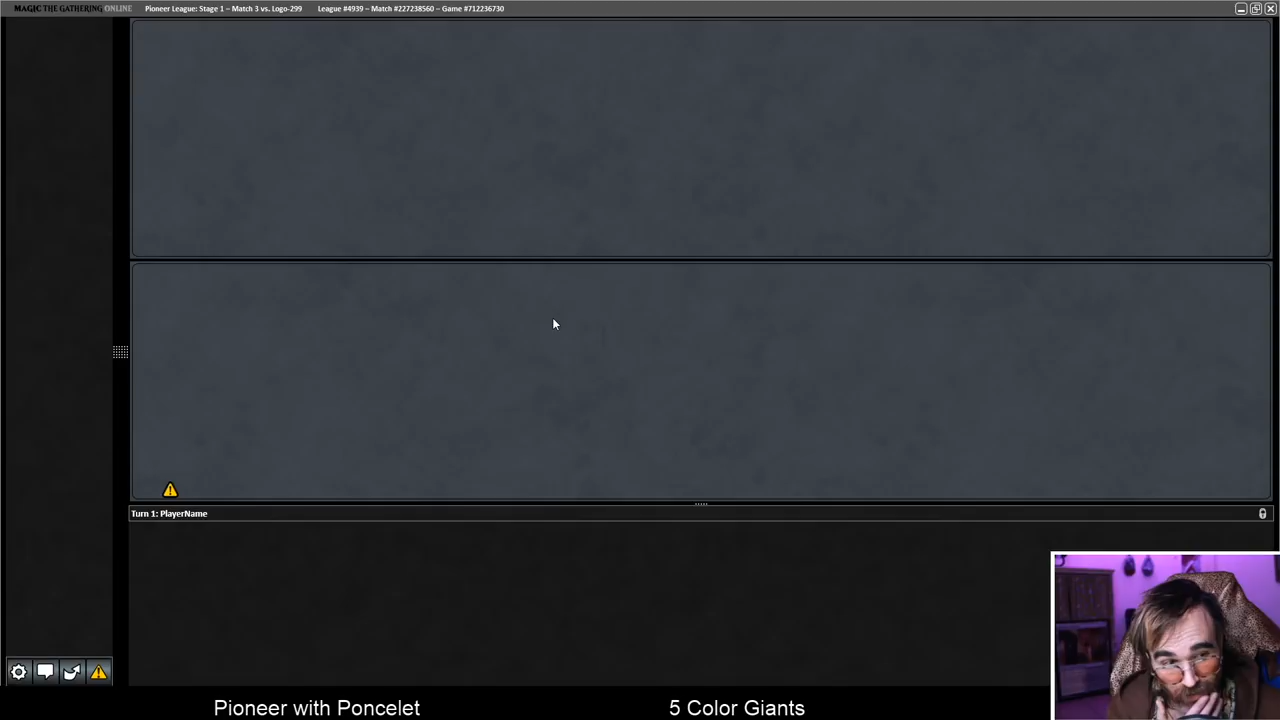 MAGIC THE GATHERING ONLINE Pioneer League: Stage 1 – Match 3 vs. Logo-299 League #4939 – Match #227238560 – Game #712236730
Turn 1: PlayerName
Pioneer with Poncelet 5 Color Giants